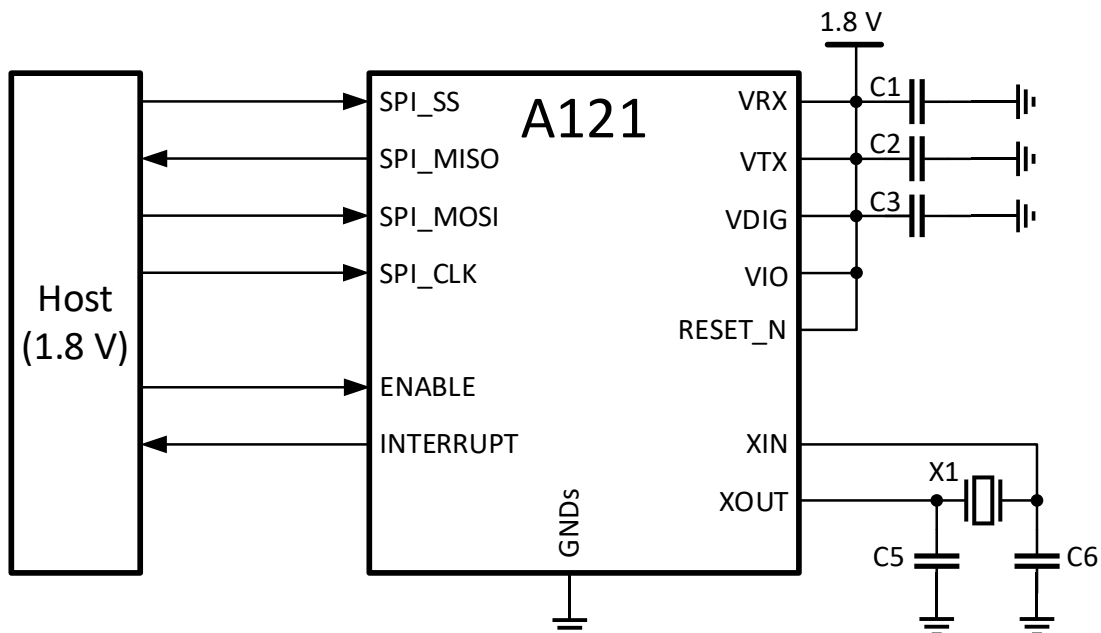 1.8 V
Host
(1.8 V)
A121
SPI_SS
SPI_MISO
SPI_MOSI
SPI_CLK
ENABLE
INTERRUPT
GNDs
VRX
VTX
VDIG
VIO
RESET_N
XIN
XOUT
C1
C2
C3
X1
C5
C6